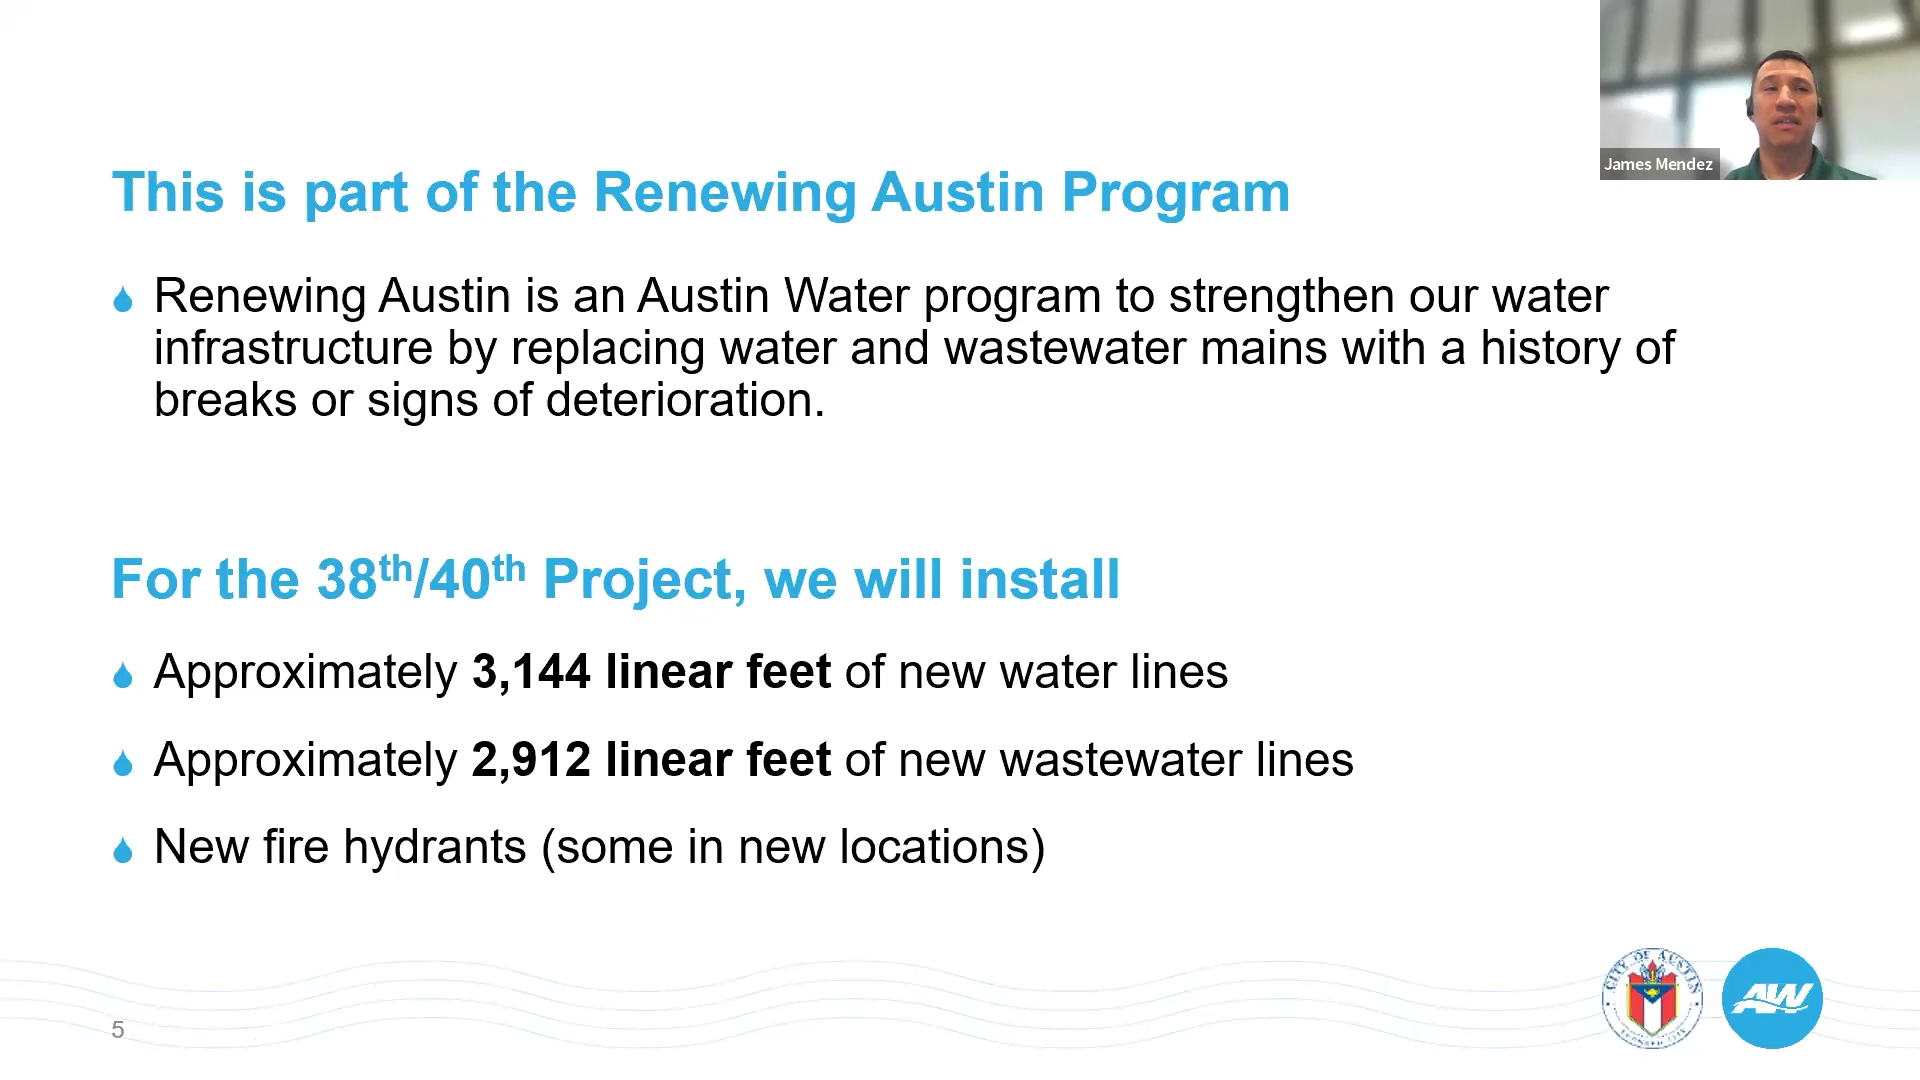 James Mendez
This is part of the Renewing Austin Program
Renewing Austin is an Austin Water program to strengthen our water
infrastructure by replacing water and wastewater mains with a history of
breaks or signs of deterioration.
For the 38th/40th Project, we will install
Approximately 3,144 linear feet of new water lines
Approximately 2,912 linear feet of new wastewater lines
New fire hydrants (some in new locations)
CITY OF AUSTIN
AW
5